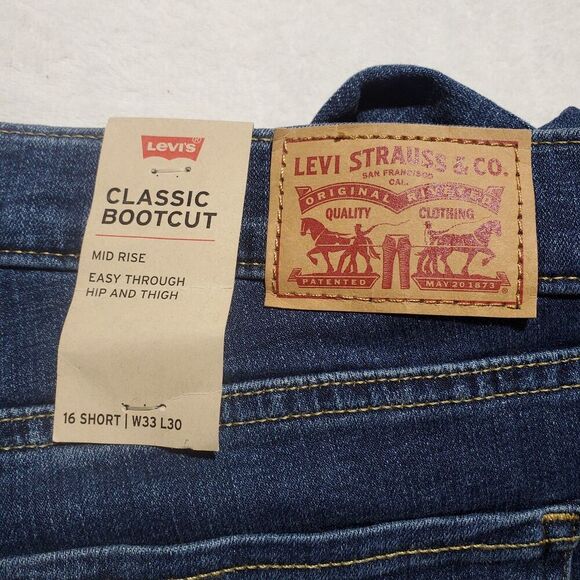 LEVI'S®
CLASSIC
BOOTCUT
MID RISE
EASY THROUGH
HIP AND THIGH
16 SHORT | W33 L30
LEVI STRAUSS & CO.
SAN FRANCISCO
CAL.
ORIGINAL RIVETED
QUALITY CLOTHING
PATENTED MAY 20 1873
®